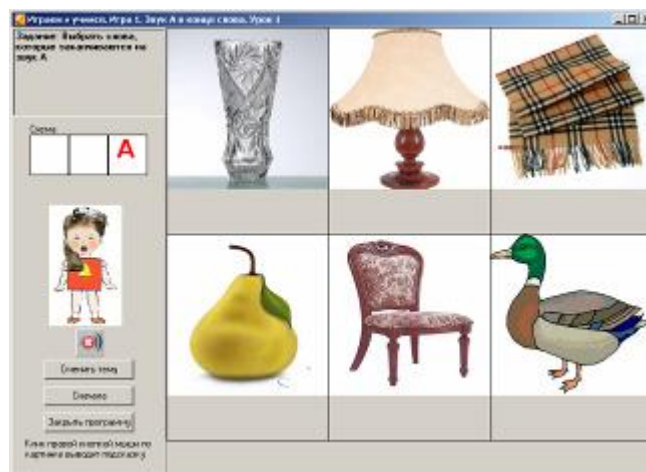 Играем и учимся. Игра 1. Звук А в конце слова. Урок 1
Задание: Выбрать слова,
которые заканчиваются на
звук А
Схема
А
Сменить тему
Сначала
Закрыть программу
Клик правой кнопкой мыши по
картинке выводит подсказку